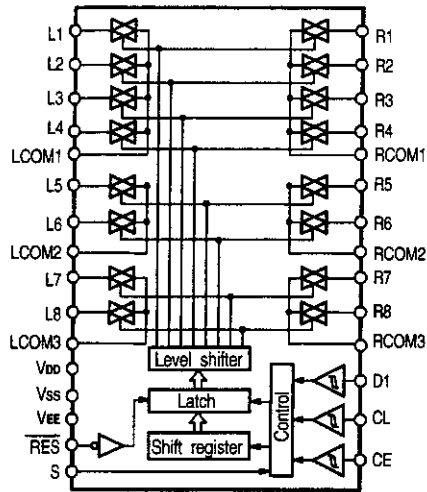 L1 R1
L2 R2
L3 R3
L4 R4
LCOM1 RCOM1
L5 R5
L6 R6
LCOM2 RCOM2
L7 R7
L8 R8
LCOM3 RCOM3
Level shifter
VDD D1
VSS Latch Control
VEE CL
RES Shift register
S CE